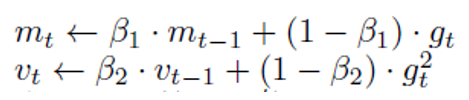 m_t ← β_1 · m_{t−1} + (1 − β_1) · g_t
v_t ← β_2 · v_{t−1} + (1 − β_2) · g_t^2